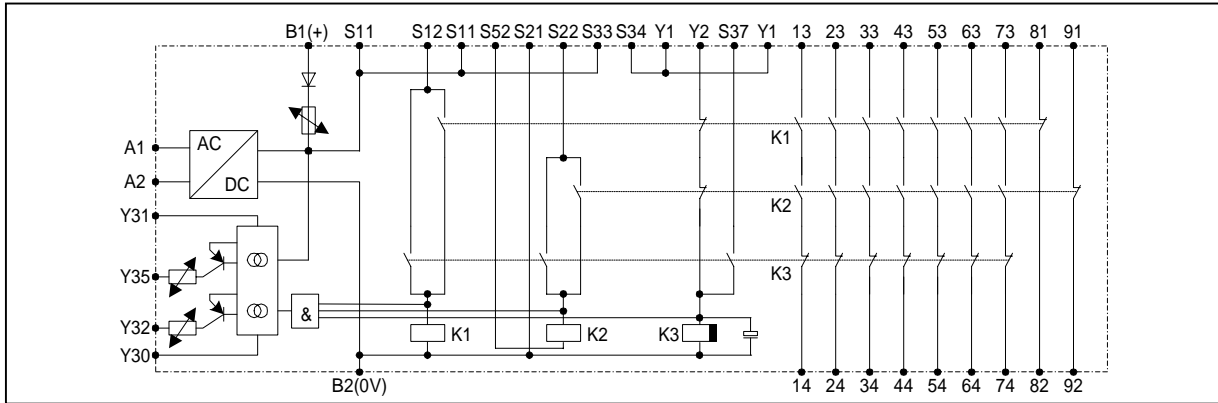 B1(+) S11 S12 S11 S52 S21 S22 S33 S34 Y1 Y2 S37 Y1 13 23 33 43 53 63 73 81 91
K1
A1
AC
A2
DC
K2
Y31
K3
Y35
&
Y32
K1
K2
K3
Y30
B2(0V)
14 24 34 44 54 64 74 82 92